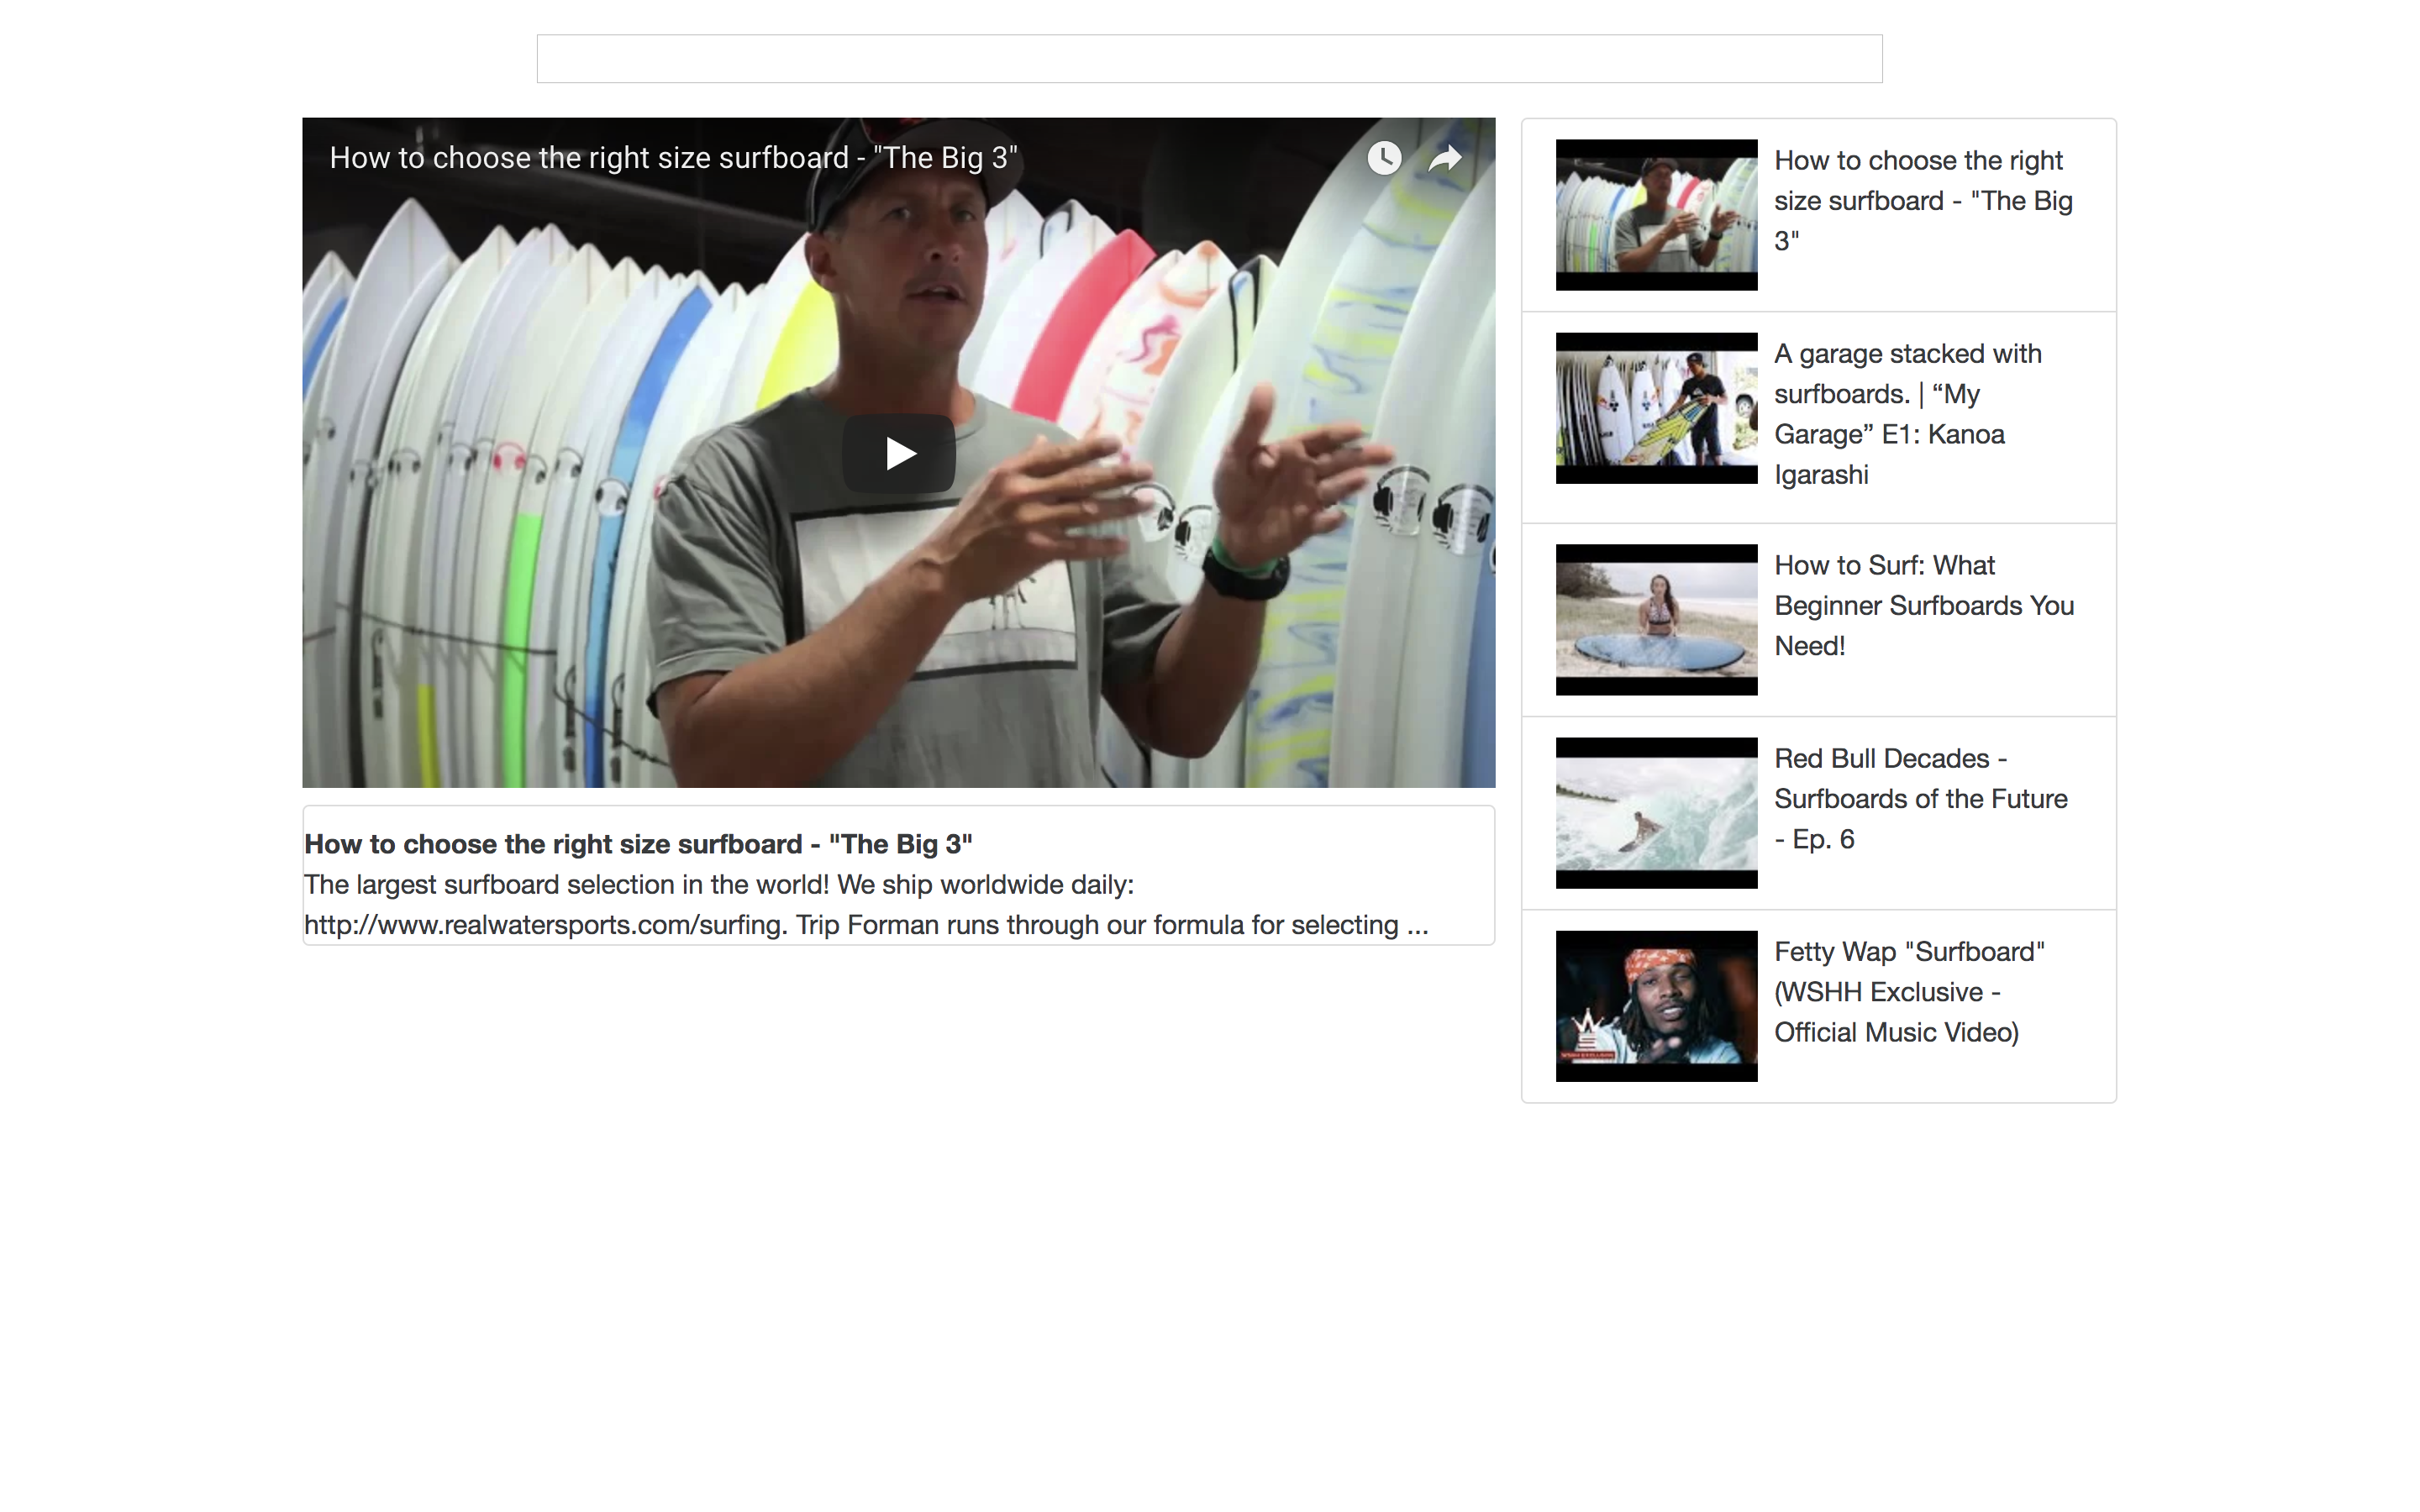 How to choose the right size surfboard - "The Big 3"
How to choose the right size surfboard - "The Big 3"
The largest surfboard selection in the world! We ship worldwide daily:
http://www.realwatersports.com/surfing. Trip Forman runs through our formula for selecting ...
How to choose the right
size surfboard - "The Big
3"
A garage stacked with
surfboards. | “My
Garage” E1: Kanoa
Igarashi
How to Surf: What
Beginner Surfboards You
Need!
Red Bull Decades -
Surfboards of the Future
- Ep. 6
Fetty Wap "Surfboard"
(WSHH Exclusive -
Official Music Video)